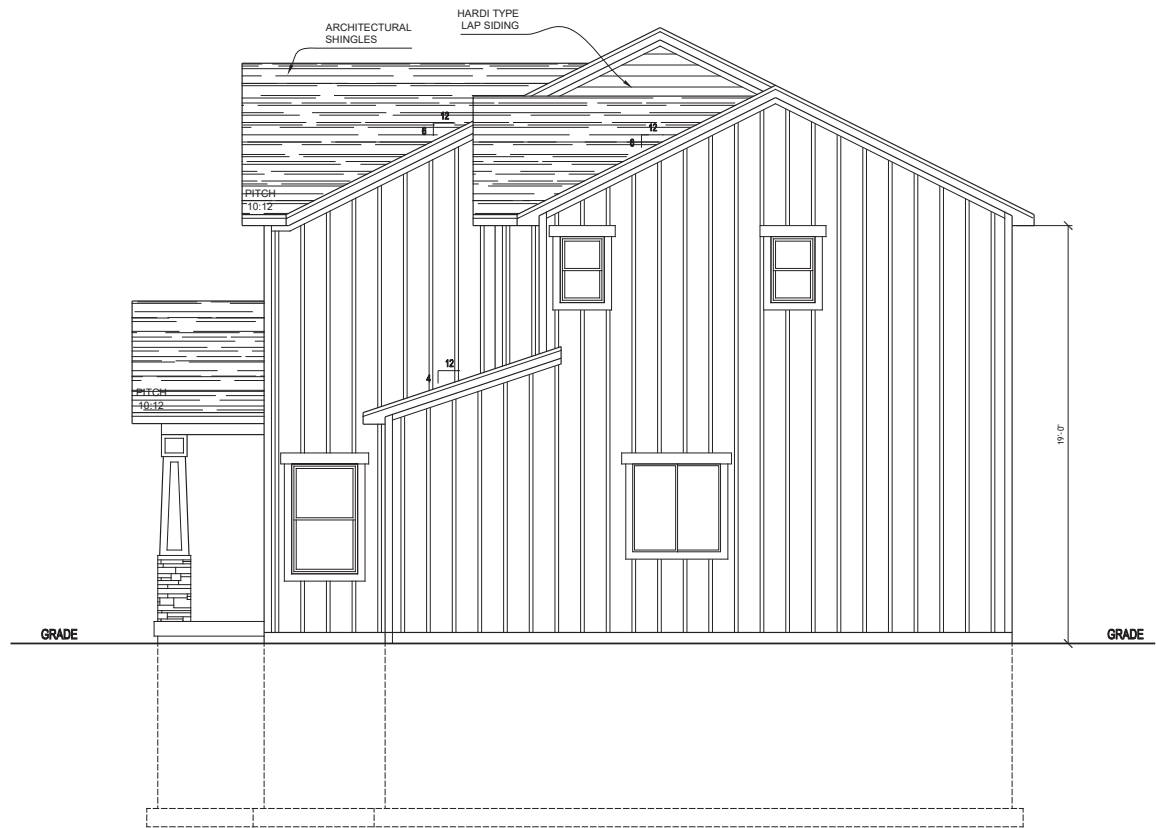 HARDI TYPE
LAP SIDING
ARCHITECTURAL
SHINGLES
12
6
12
6
PITCH
10:12
12
4
PITCH
10:12
19'-0"
GRADE
GRADE